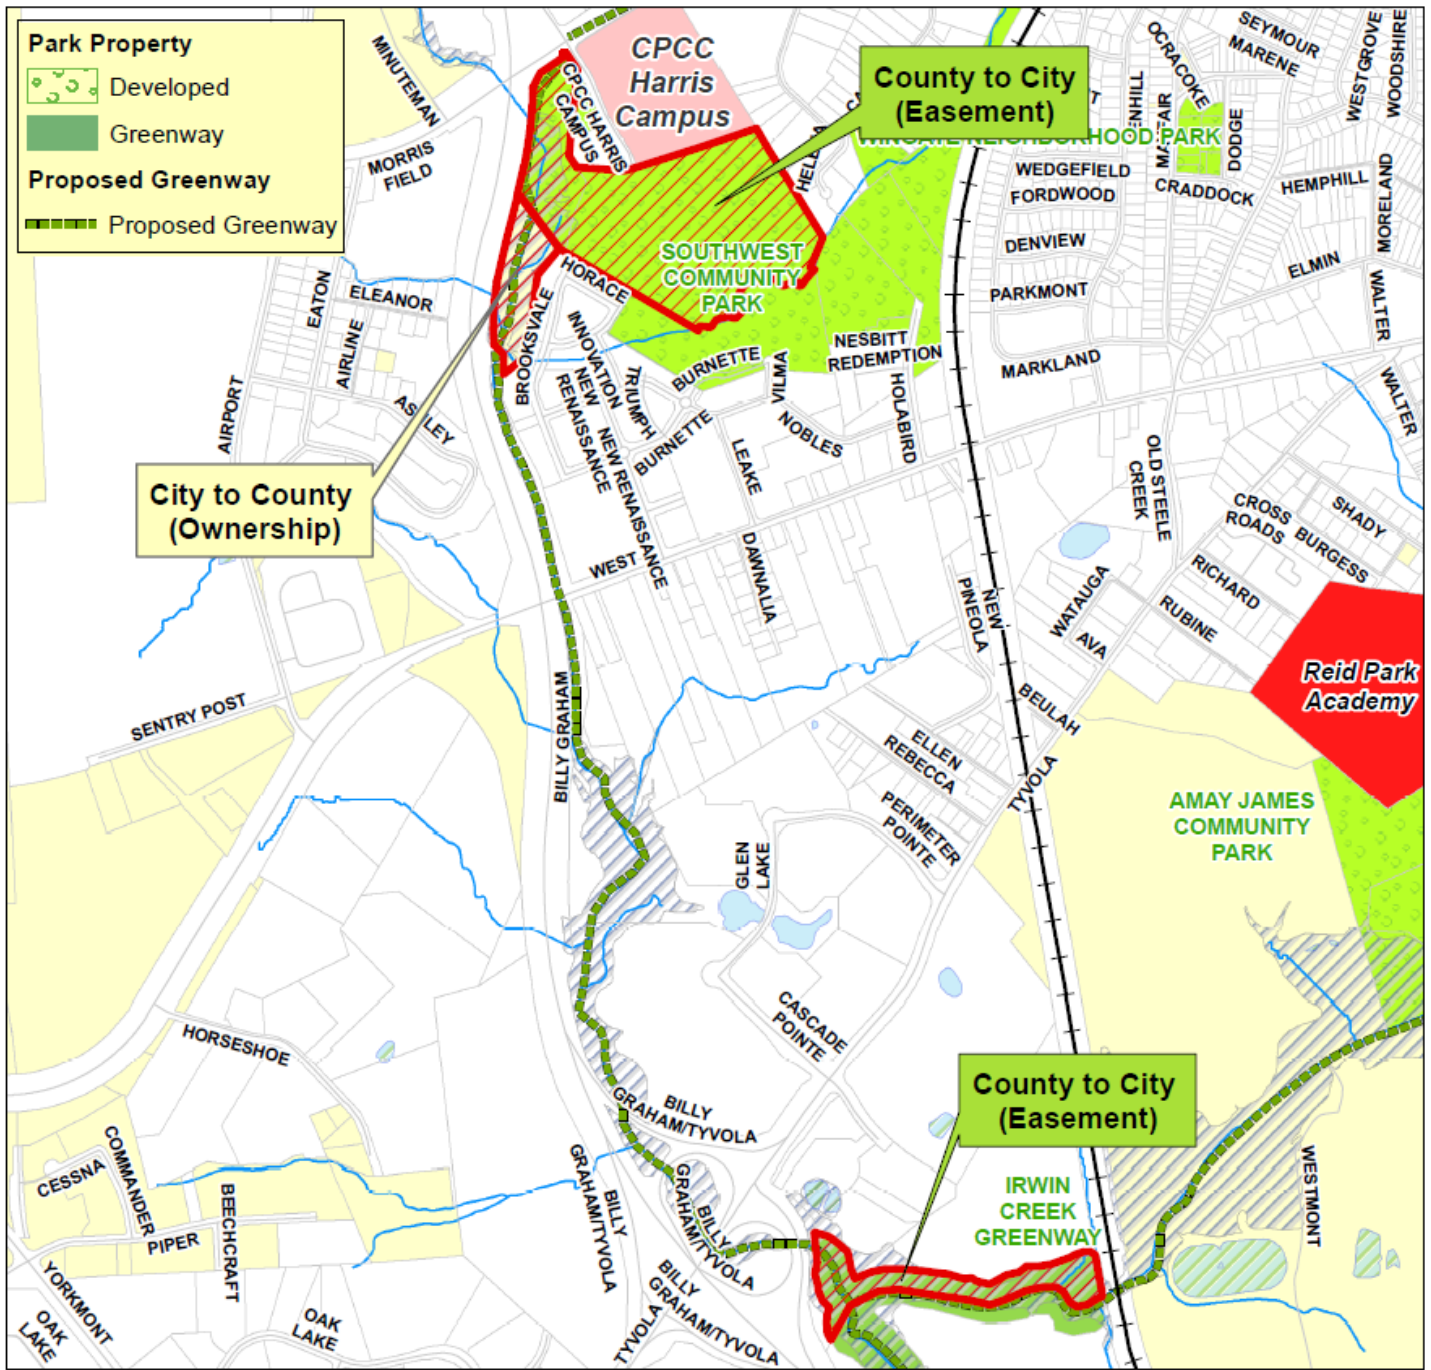 Park Property
Developed
Greenway
Proposed Greenway
Proposed Greenway
CPCC
Harris
Campus
County to City
(Easement)
SEYMOUR
MARENE
OCRACOKE
WESTGROVE
WOODSHIRE
MINUTEMAN
MORRIS
FIELD
CPCC HARRIS
CAMPUS
HELENA
NEIGHBORHOOD PARK
DODGE
WEDGEFIELD
FORDWOOD
CRADDOCK
HEMPHILL
MORELAND
DENVIEW
ELMIN
PARKMONT
WALTER
MARKLAND
WALTER
SOUTHWEST
COMMUNITY
PARK
HORACE
EATON
ELEANOR
AIRLINE
AIRPORT
ASHLEY
BROOKSVALE
INNOVATION
NEW
RENAISSANCE
TRIUMPH
NEW RENAISSANCE
BURNETTE
BURNETTE
VILMA
NESBITT
REDEMPTION
HOLABIRD
NOBLES
LEAKE
DAWNALIA
WEST
City to County
(Ownership)
OLD STEELE
CREEK
CROSS
ROADS
SHADY
BURGESS
RICHARD
RUBINE
WATAUGA
AVA
NEW
PINEOLA
BEULAH
TYVOLA
Reid Park
Academy
SENTRY POST
BILLY GRAHAM
ELLEN
REBECCA
PERIMETER
POINTE
GLEN
LAKE
AMAY JAMES
COMMUNITY
PARK
CASCADE
POINTE
HORSESHOE
BILLY
GRAHAM/TYVOLA
County to City
(Easement)
COMMANDER
CESSNA
PIPER
BEECHCRAFT
YORKMONT
OAK
LAKE
OAK
LAKE
BILLY
GRAHAM/TYVOLA
BILLY
GRAHAM/TYVOLA
BILLY
GRAHAM/TYVOLA
TYVOLA
IRWIN
CREEK
GREENWAY
WESTMONT